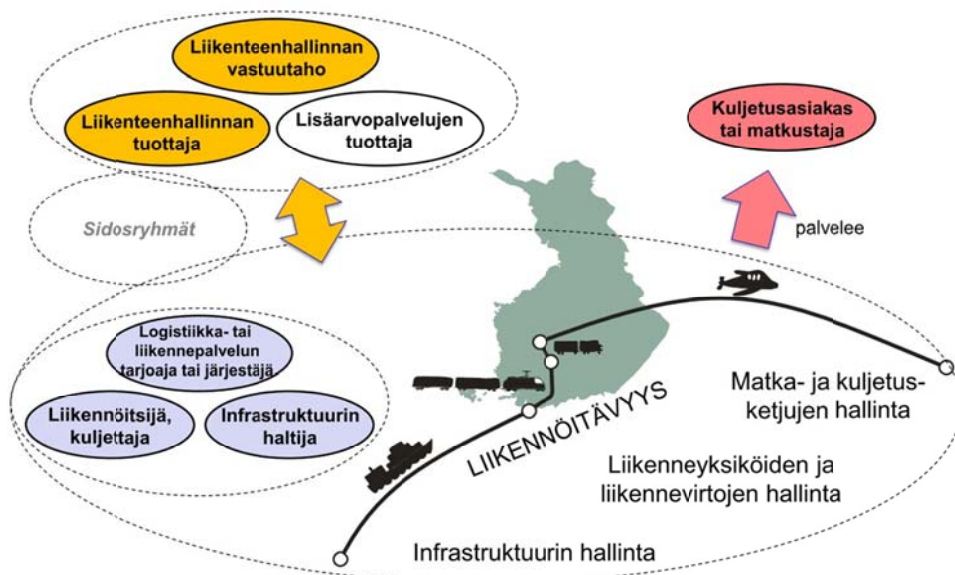 Liikenteenhallinnan
vastuutaho
Liikenteenhallinnan
tuottaja
Lisäarvopalvelujen
tuottaja
Kuljetusasiakas
tai matkustaja
Sidosryhmät
palvelee
Logistiikka- tai
liikennepalvelun
tarjoaja tai järjestäjä
Liikennöitsijä,
kuljettaja
Infrastruktuurin
haltija
LIIKENNÖITÄVYYS
Matka- ja kuljetus-
ketjujen hallinta
Liikenneyksiköiden ja
liikennevirtojen hallinta
Infrastruktuurin hallinta